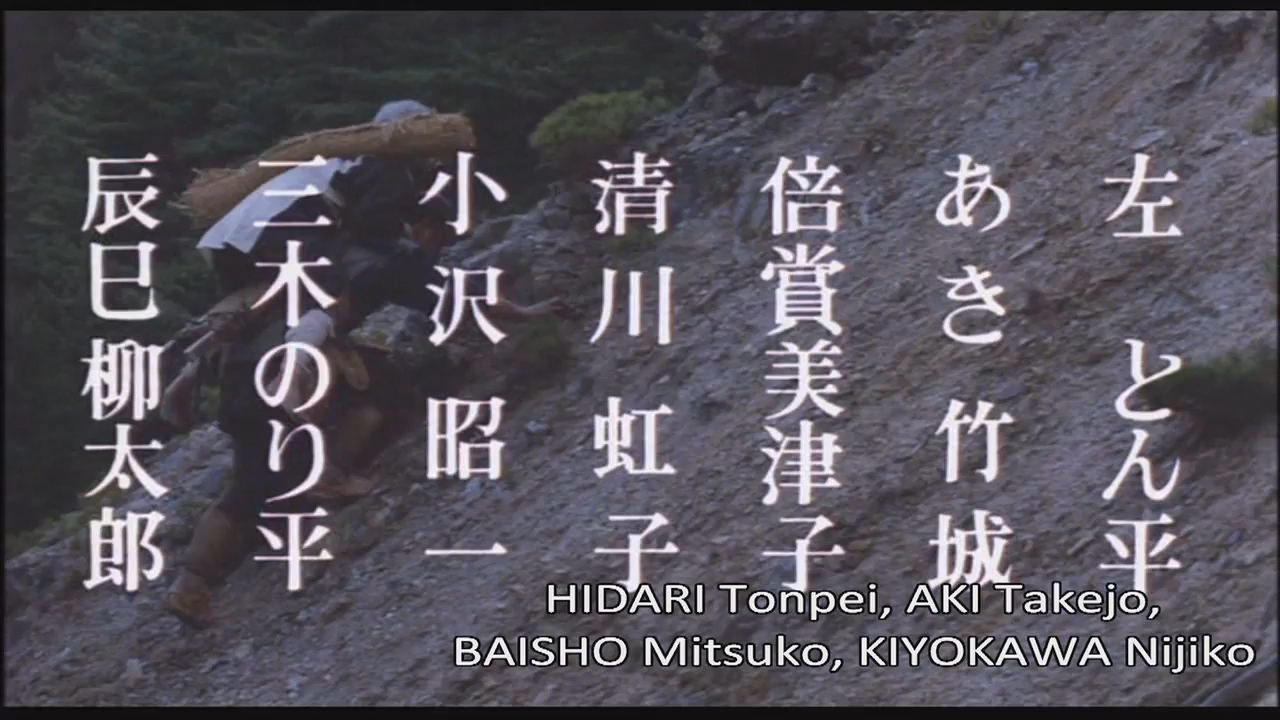 左とん平
あき竹城
倍賞美津子
清川虹子
小沢昭一
三木のり平
辰巳柳太郎
HIDARI Tonpei, AKI Takejo,
BAISHO Mitsuko, KIYOKAWA Nijiko